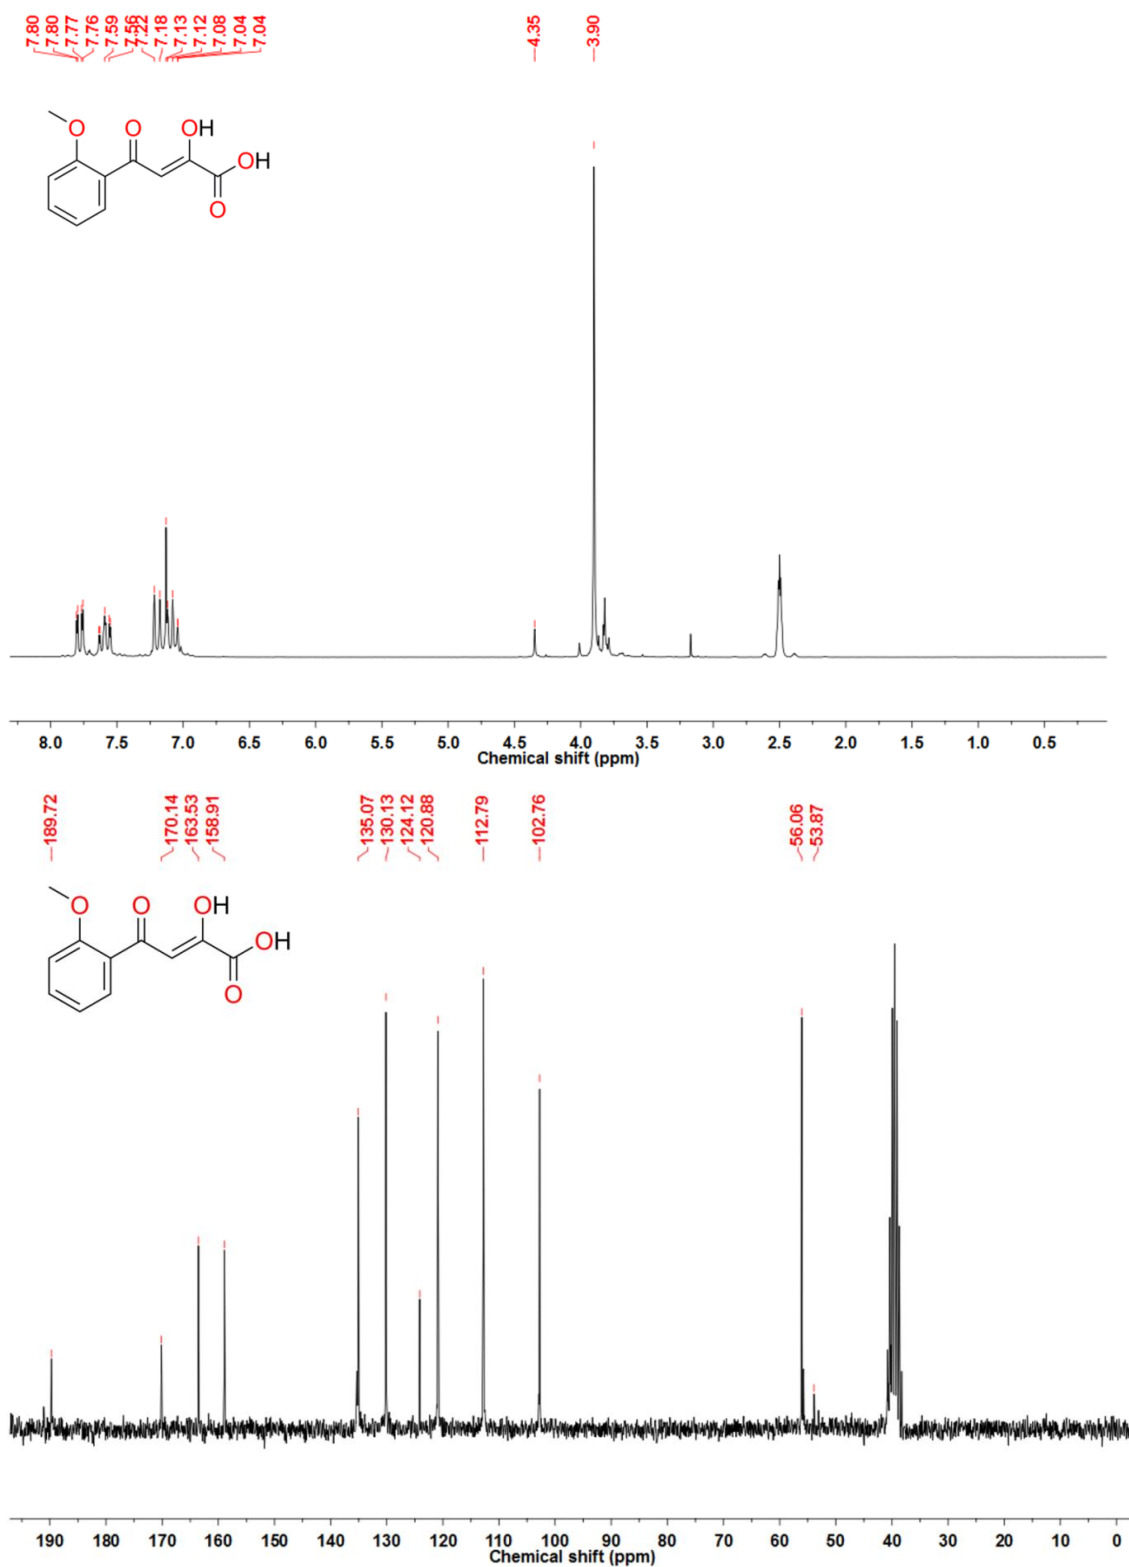 7.80
7.80
7.77
7.76
7.59
7.56
7.22
7.18
7.13
7.12
7.08
7.04
7.04
4.35
3.90
O
O
OH
OH
O
8.0 7.5 7.0 6.5 6.0 5.5 5.0 4.5 4.0 3.5 3.0 2.5 2.0 1.5 1.0 0.5
Chemical shift (ppm)
189.72
170.14
163.53
158.91
135.07
130.13
124.12
120.88
112.79
102.76
56.06
53.87
O
O
OH
OH
O
190 180 170 160 150 140 130 120 110 100 90 80 70 60 50 40 30 20 10 0
Chemical shift (ppm)